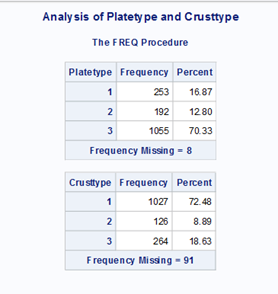 Analysis of Platetype and Crusttype
The FREQ Procedure
Platetype Frequency Percent
1 253 16.87
2 192 12.80
3 1055 70.33
Frequency Missing = 8
Crusttype Frequency Percent
1 1027 72.48
2 126 8.89
3 264 18.63
Frequency Missing = 91